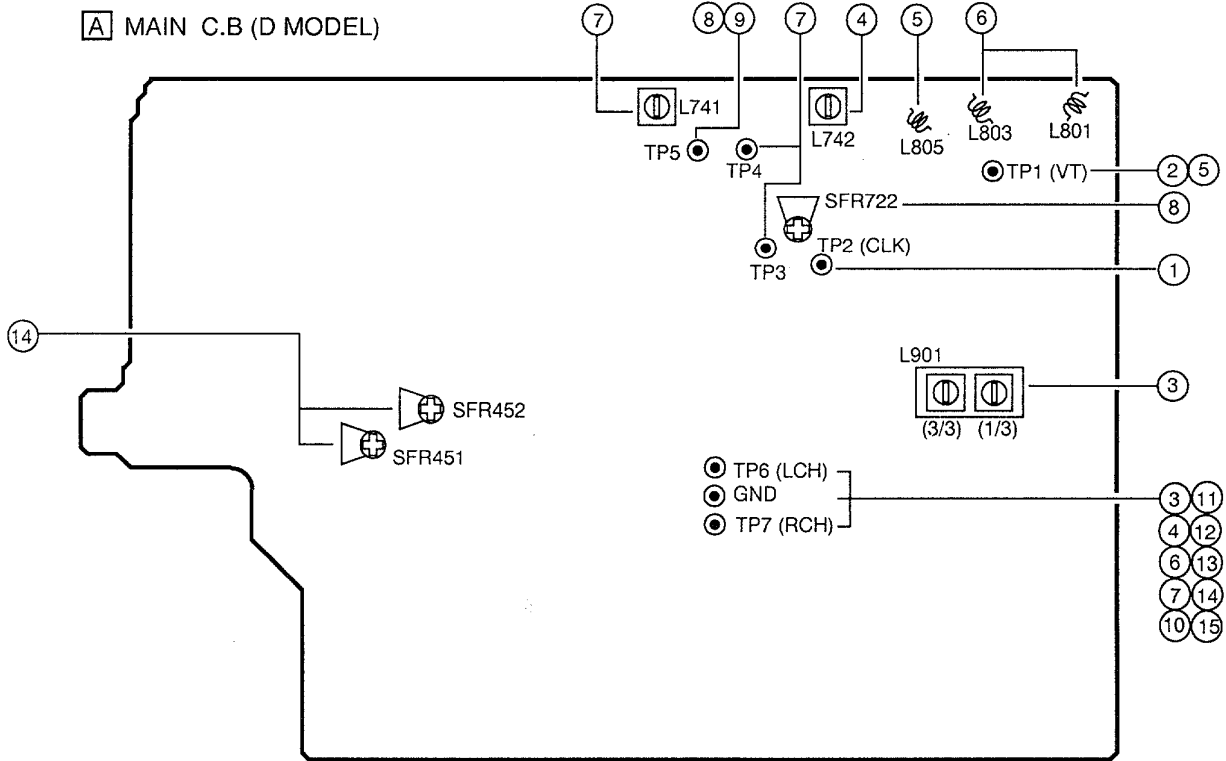 A MAIN C.B (D MODEL)
7 8 9 7 4 5 6
L741
L742
L805
L803
L801
TP5
TP4
TP1 (VT)
2 5
SFR722
8
TP3
TP2 (CLK)
1
14
L901
3
(3/3) (1/3)
SFR452
SFR451
TP6 (LCH)
GND
TP7 (RCH)
3 11
4 12
6 13
7 14
10 15